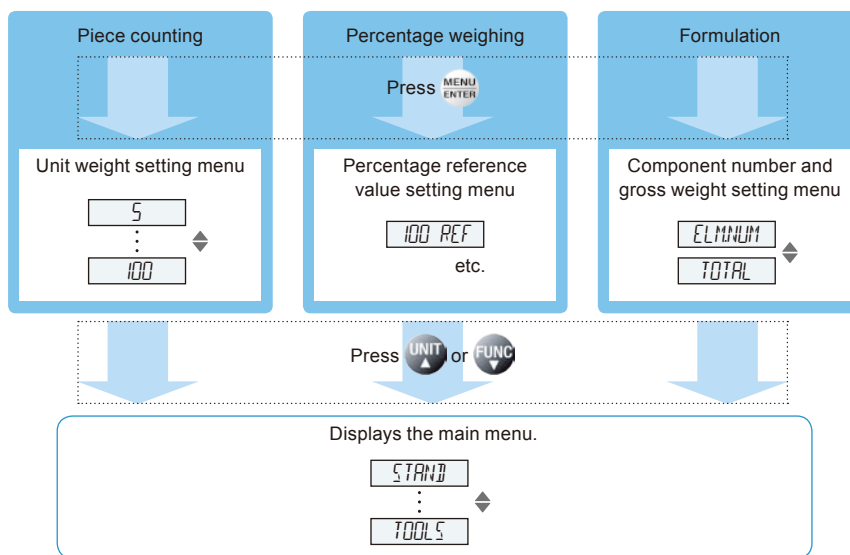 Piece counting
Percentage weighing
Formulation
Press MENU ENTER
Unit weight setting menu
5
100
Percentage reference
value setting menu
100 REF
etc.
Component number and
gross weight setting menu
ELMNUM
TOTAL
Press UNIT or FUNC
Displays the main menu.
STAND
TOOLS